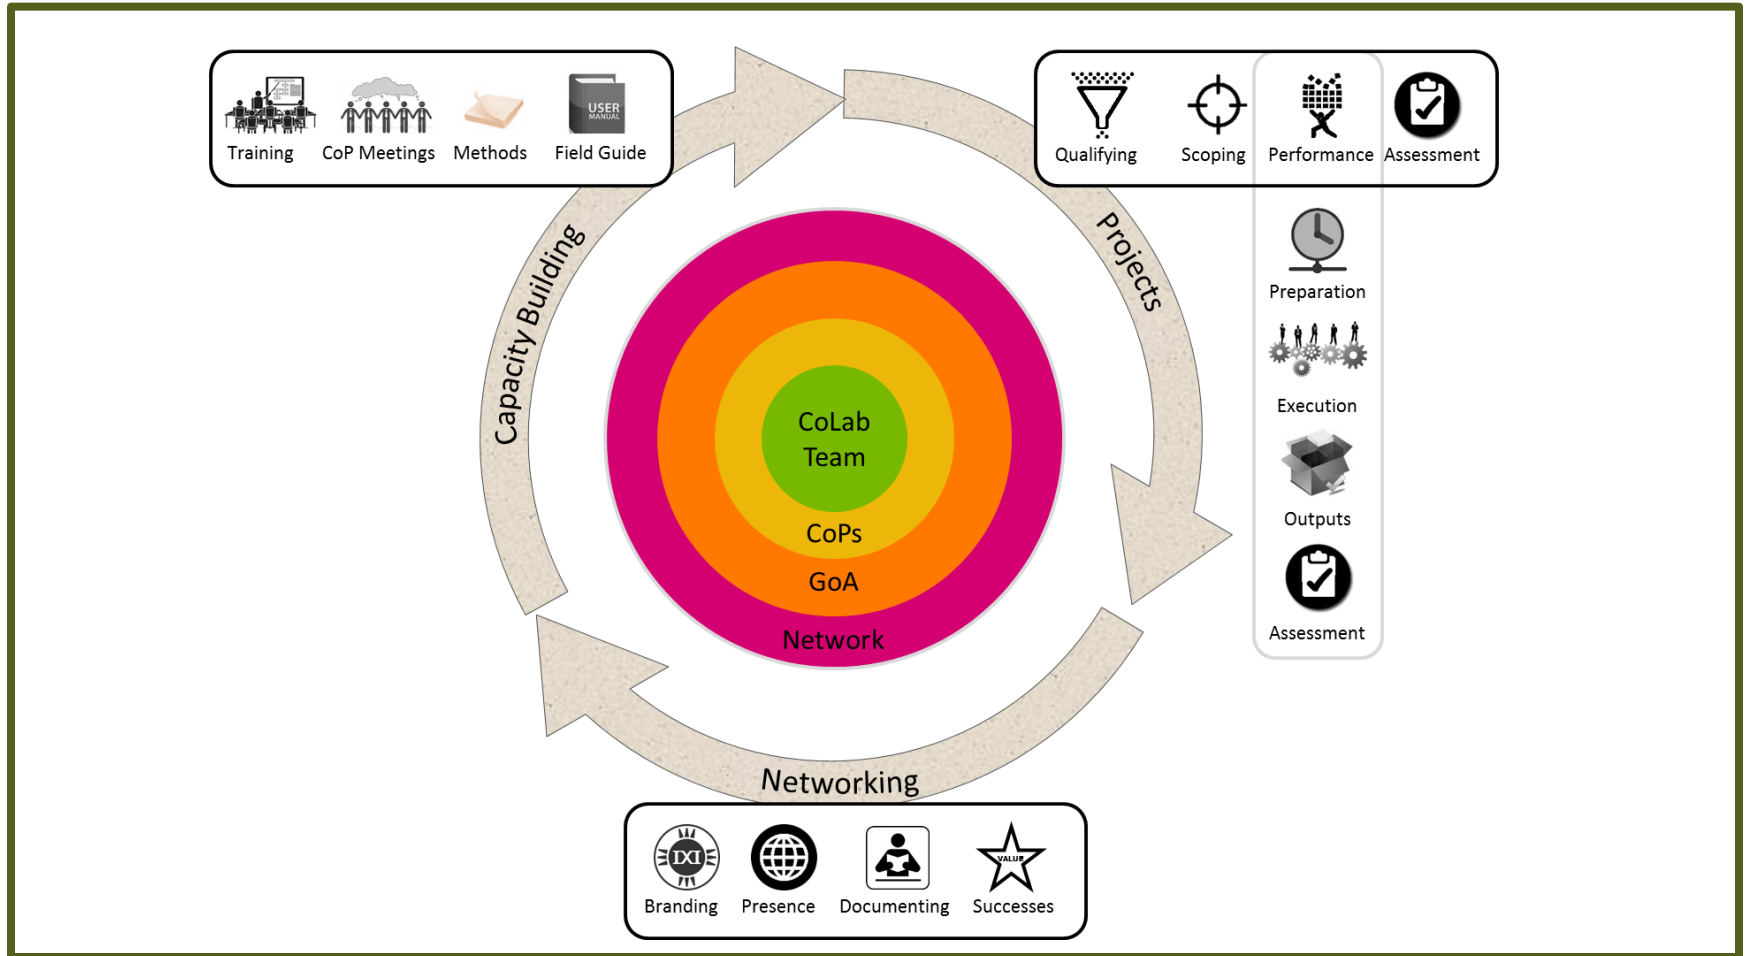 USER
MANUAL
Training
CoP Meetings
Methods
Field Guide
Qualifying
Scoping
Performance
Assessment
Preparation
Execution
Outputs
Assessment
Capacity Building
Projects
Networking
CoLab
Team
CoPs
GoA
Network
IXI
VALUE
Branding
Presence
Documenting
Successes